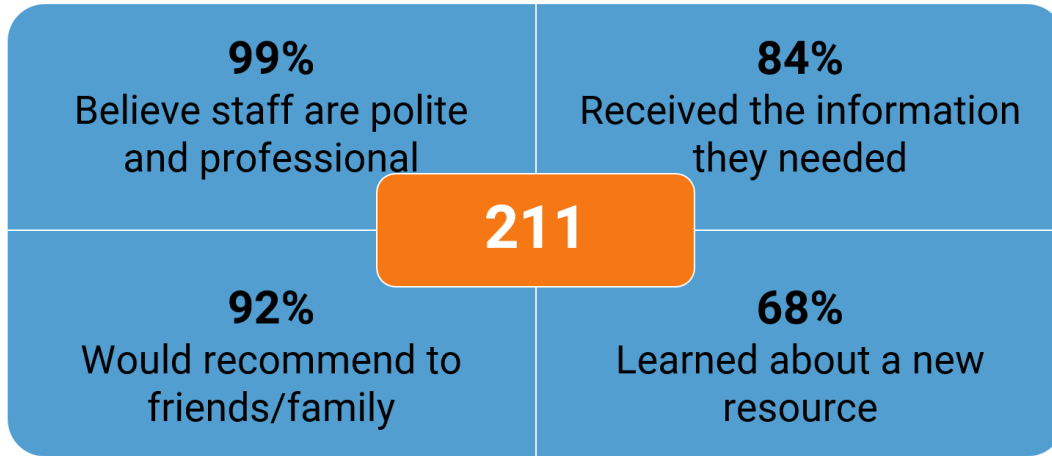 99%
Believe staff are polite
and professional
84%
Received the information
they needed
211
92%
Would recommend to
friends/family
68%
Learned about a new
resource